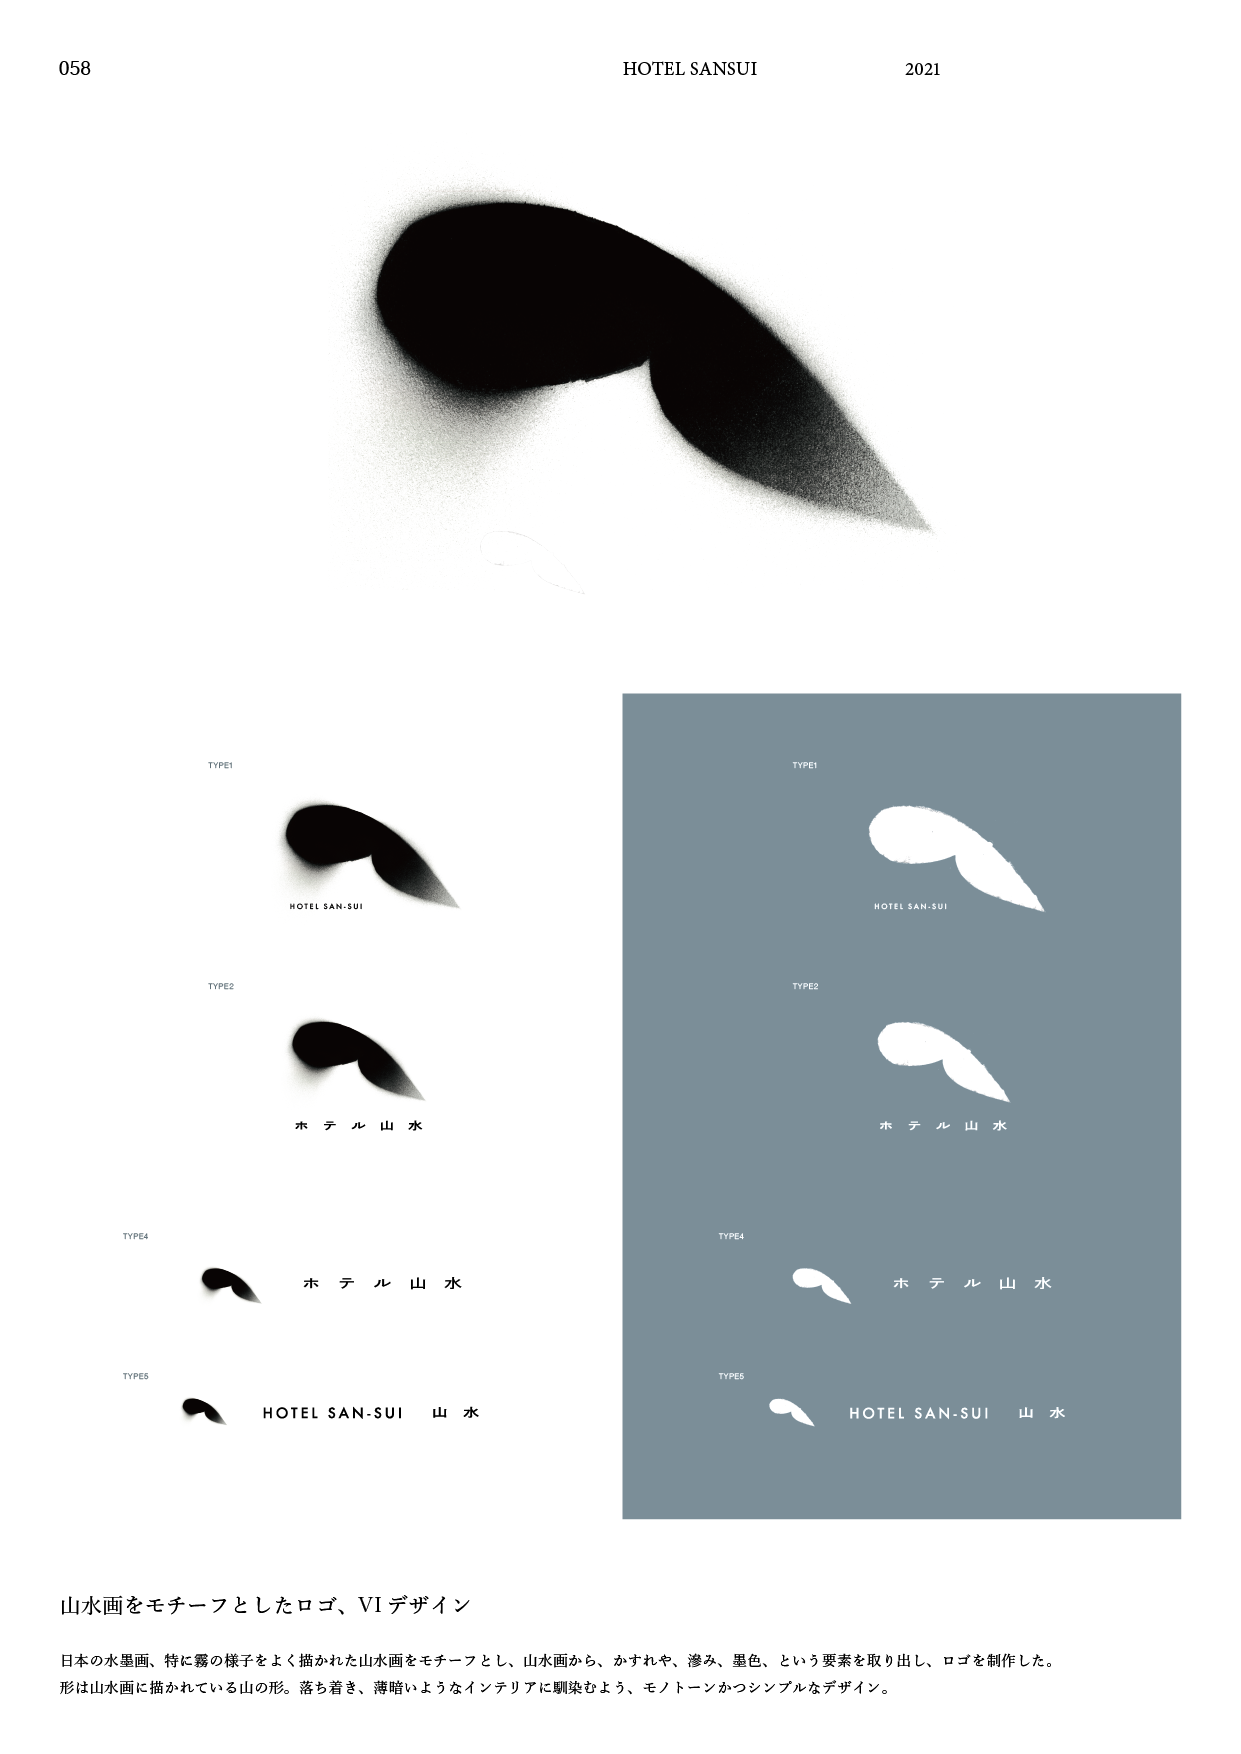 058
HOTEL SANSUI
2021
TYPE1
HOTEL SAN-SUI
TYPE2
ホテル山水
TYPE4
ホテル山水
TYPE5
HOTEL SAN-SUI 山水
TYPE1
HOTEL SAN-SUI
TYPE2
ホテル山水
TYPE4
ホテル山水
TYPE5
HOTEL SAN-SUI 山水
山水画をモチーフとしたロゴ、VI デザイン
日本の水墨画、特に霧の様子をよく描かれた山水画をモチーフとし、山水画から、かすれや、滲み、墨色、という要素を取り出し、ロゴを制作した。
形は山水画に描かれている山の形。落ち着き、薄暗いようなインテリアに馴染むよう、モノトーンかつシンプルなデザイン。